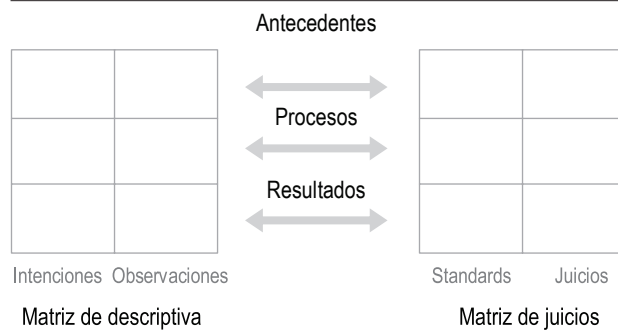 Antecedentes
Procesos
Resultados
Intenciones Observaciones
Standards Juicios
Matriz de descriptiva
Matriz de juicios